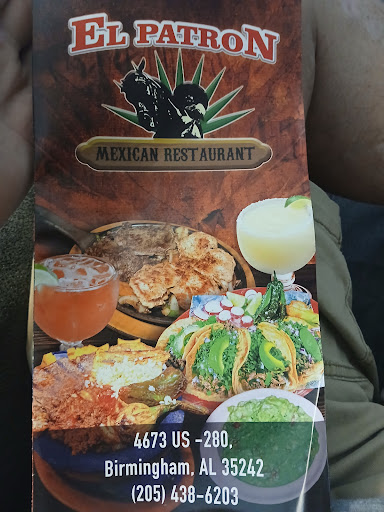 EL PATRON
MEXICAN RESTAURANT
4673 US -280,
Birmingham, AL 35242
(205) 438-6203